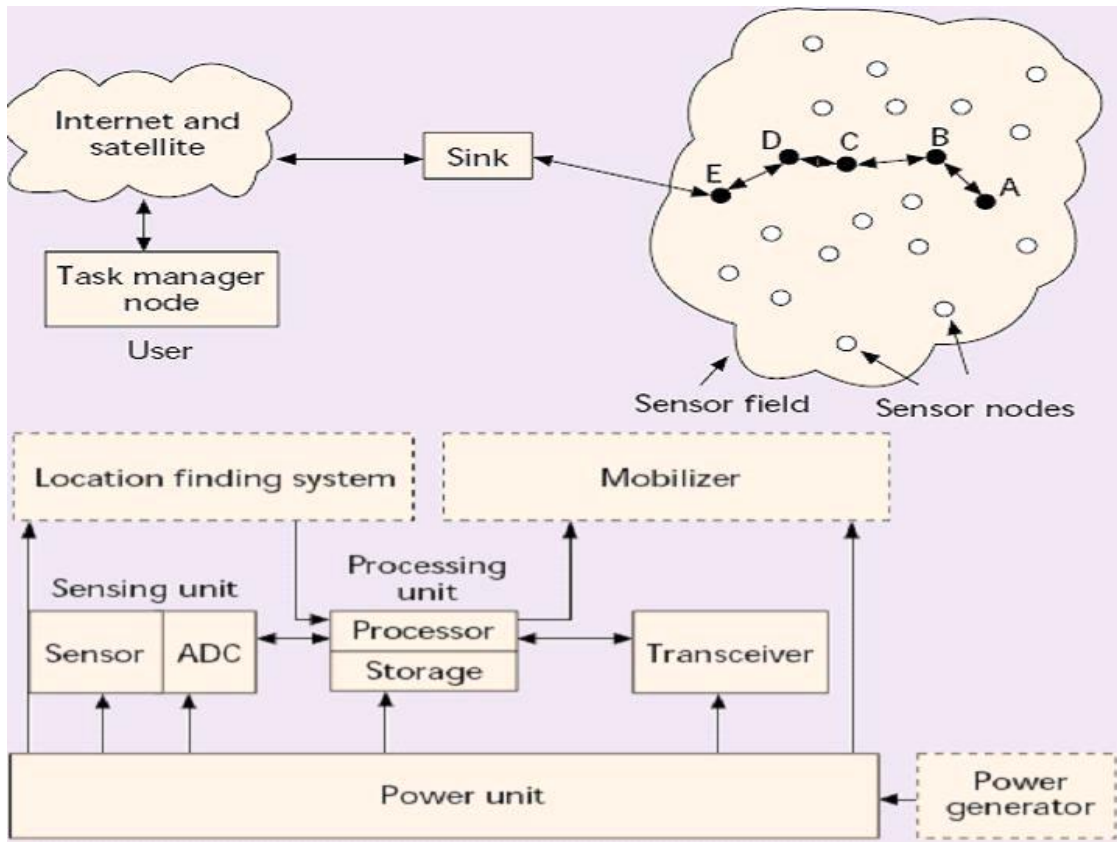 Internet and
satellite
Sink
D
C
B
E
A
Task manager
node
User
Sensor field
Sensor nodes
Location finding system
Mobilizer
Sensing unit
Processing
unit
Sensor
ADC
Processor
Storage
Transceiver
Power unit
Power
generator